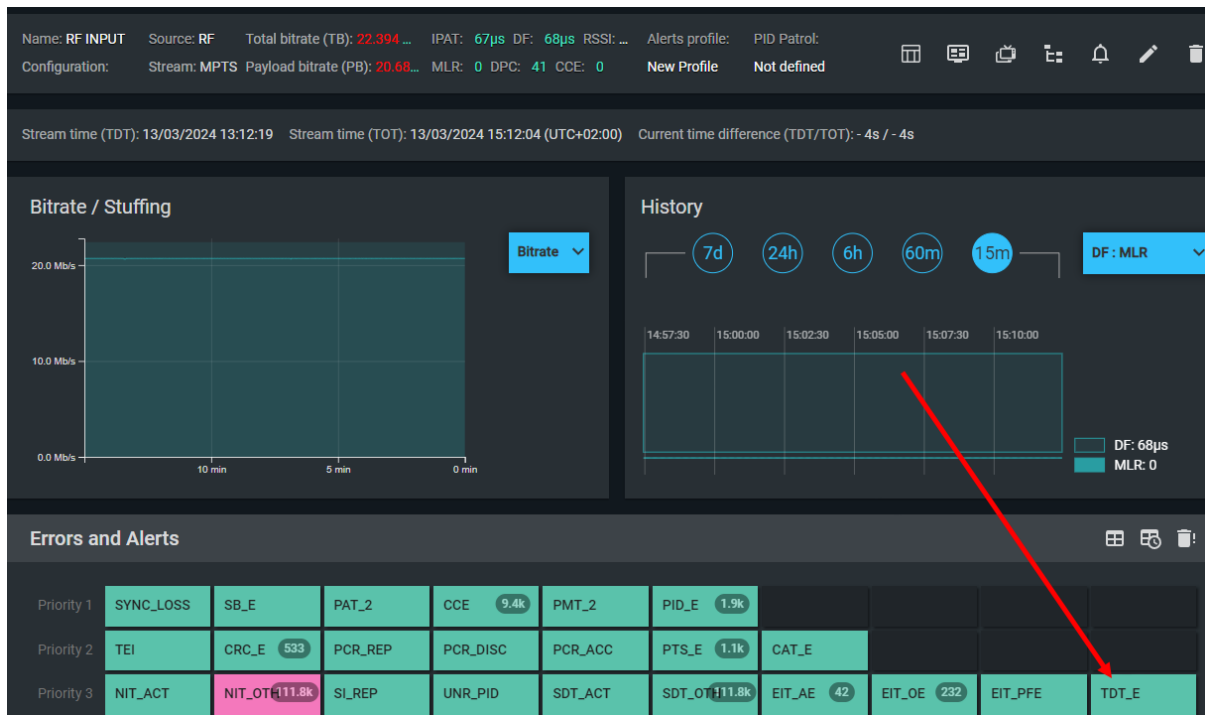 Name: RF INPUT Source: RF Total bitrate (TB): 22.394 ... IPAT: 67µs DF: 68µs RSSI: ... Alerts profile: PID Patrol:
Configuration: Stream: MPTS Payload bitrate (PB): 20.68... MLR: 0 DPC: 41 CCE: 0 New Profile Not defined
Stream time (TDT): 13/03/2024 13:12:19 Stream time (TOT): 13/03/2024 15:12:04 (UTC+02:00) Current time difference (TDT/TOT): - 4s / - 4s
Bitrate / Stuffing
Bitrate
20.0 Mb/s
10.0 Mb/s
0.0 Mb/s
10 min 5 min 0 min
History
7d 24h 6h 60m 15m
DF : MLR
14:57:30 15:00:00 15:02:30 15:05:00 15:07:30 15:10:00
DF: 68µs
MLR: 0
Errors and Alerts
Priority 1 SYNC_LOSS SB_E PAT_2 CCE 9.4k PMT_2 PID_E 1.9k
Priority 2 TEI CRC_E 533 PCR_REP PCR_DISC PCR_ACC PTS_E 1.1k CAT_E
Priority 3 NIT_ACT NIT_OTH 111.8k SI_REP UNR_PID SDT_ACT SDT_OTH 11.8k EIT_AE 42 EIT_OE 232 EIT_PFE TDT_E